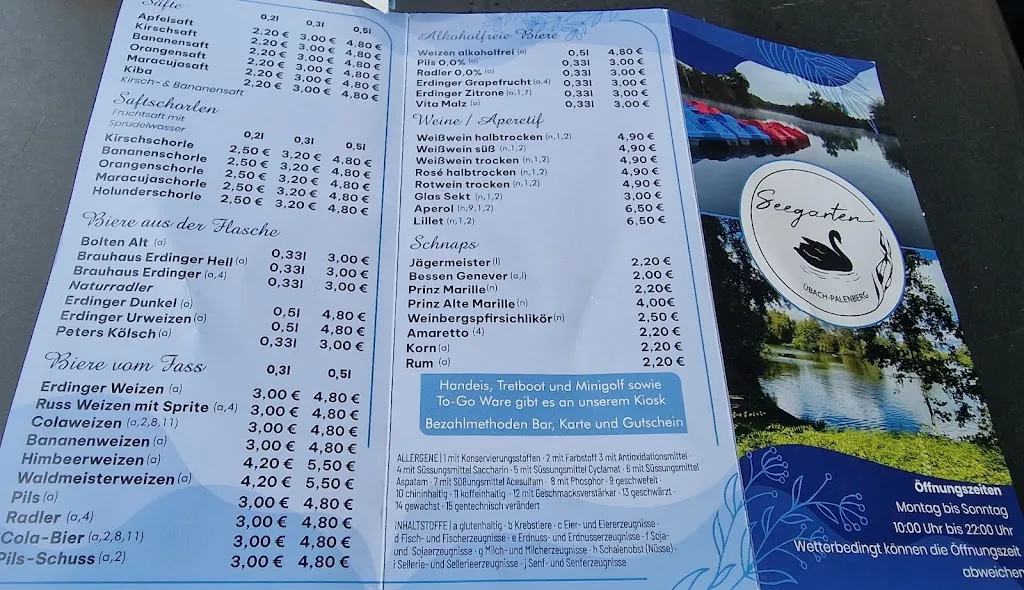 Säfte
0,2l 0,3l 0,5l
Apfelsaft 2,20 € 3,00 € 4,80 €
Kirschsaft 2,20 € 3,00 € 4,80 €
Bananensaft 2,20 € 3,00 € 4,80 €
Orangensaft 2,20 € 3,00 € 4,80 €
Maracujasaft 2,20 € 3,00 € 4,80 €
Kiba 2,20 € 3,00 € 4,80 €
Kirsch- & Bananensaft
Saftschorlen
Fruchtsaft mit
Sprudelwasser
0,2l 0,3l 0,5l
Kirschschorle 2,50 € 3,20 € 4,80 €
Bananenschorle 2,50 € 3,20 € 4,80 €
Orangenschorle 2,50 € 3,20 € 4,80 €
Maracujaschorle 2,50 € 3,20 € 4,80 €
Holunderschorle 2,50 € 3,20 € 4,80 €
Biere aus der Flasche
Bolten Alt (a) 0,33l 3,00 €
Brauhaus Erdinger Hell (a) 0,33l 3,00 €
Brauhaus Erdinger (a,4) 0,33l 3,00 €
Naturradler
Erdinger Dunkel (a) 0,5l 4,80 €
Erdinger Urweizen (a) 0,5l 4,80 €
Peters Kölsch (a) 0,33l 3,00 €
Biere vom Fass 0,3l 0,5l
Erdinger Weizen (a) 3,00 € 4,80 €
Russ Weizen mit Sprite (a,4) 3,00 € 4,80 €
Colaweizen (a,2,8,11) 3,00 € 4,80 €
Bananenweizen (a) 3,00 € 4,80 €
Himbeerweizen (a) 4,20 € 5,50 €
Waldmeisterweizen (a) 4,20 € 5,50 €
Pils (a) 3,00 € 4,80 €
Radler (a,4) 3,00 € 4,80 €
Cola-Bier (a,2,8,11) 3,00 € 4,80 €
Pils-Schuss (a,2) 3,00 € 4,80 €
Alkoholfreie Biere
Weizen alkoholfrei (a) 0,5l 4,80 €
Pils 0,0% (a) 0,33l 3,00 €
Radler 0,0% (a) 0,33l 3,00 €
Erdinger Grapefrucht (a,4) 0,33l 3,00 €
Erdinger Zitrone (a,1,7) 0,33l 3,00 €
Vita Malz (a) 0,33l 3,00 €
Weine / Aperetif
Weißwein halbtrocken (n,1,2) 4,90 €
Weißwein süß (n,1,2) 4,90 €
Weißwein trocken (n,1,2) 4,90 €
Rosé halbtrocken (n,1,2) 4,90 €
Rotwein trocken (n,1,2) 4,90 €
Glas Sekt (n,1,2) 3,00 €
Aperol (n,9,1,2) 6,50 €
Lillet (n,1,2) 6,50 €
Schnaps
Jägermeister (l) 2,20 €
Bessen Genever (a,l) 2,00 €
Prinz Marille (n) 2,20€
Prinz Alte Marille (n) 4,00€
Weinbergspfirsichlikör (n) 2,50 €
Amaretto (4) 2,20 €
Korn (a) 2,20 €
Rum (a) 2,20 €
Handeis, Tretboot und Minigolf sowie
To-Go Ware gibt es an unserem Kiosk
Bezahlmethoden Bar, Karte und Gutschein
ALLERGENE | 1 mit Konservierungsstoffen · 2 mit Farbstoff 3 mit Antioxidationsmittel ·
4 mit Süssungsmittel Saccharin · 5 mit Süssungsmittel Cyclamat · 6 mit Süssungsmittel
Aspatam · 7 mit Süßungsmittel Acesulfam · 8 mit Phosphor · 9 geschwefelt ·
10 chininhaltig · 11 koffeinhaltig · 12 mit Geschmacksverstärker · 13 geschwärzt ·
14 gewachst · 15 gentechnisch verändert
INHALTSTOFFE | a glutenhaltig · b Krebstiere · c Eier- und Eiererzeugnisse ·
d Fisch- und Fischerzeugnisse · e Erdnuss- und Erdnusserzeugnisse · f Soja-
und Sojaerzeugnisse · g Milch- und Milcherzeugnisse · h Schalenobst (Nüsse) ·
i Sellerie- und Sellerieerzeugnisse · j Senf- und Senferzeugnisse
Seegarten
ÜBACH-PALENBERG
Öffnungszeiten
Montag bis Sonntag
10:00 Uhr bis 22:00 Uhr
Wetterbedingt können die Öffnungszeit
abweichen